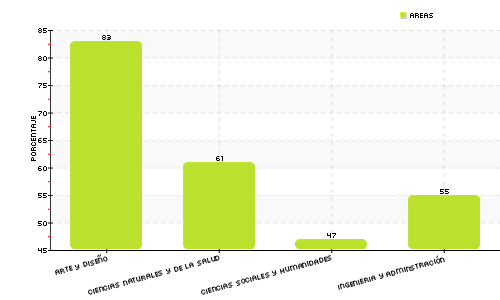 AREAS
PORCENTAJE
85
80
75
70
65
60
55
50
45
83
61
47
55
ARTE Y DISEÑO
CIENCIAS NATURALES Y DE LA SALUD
CIENCIAS SOCIALES Y HUMANIDADES
INGENIERIA Y ADMINSTRACIÓN